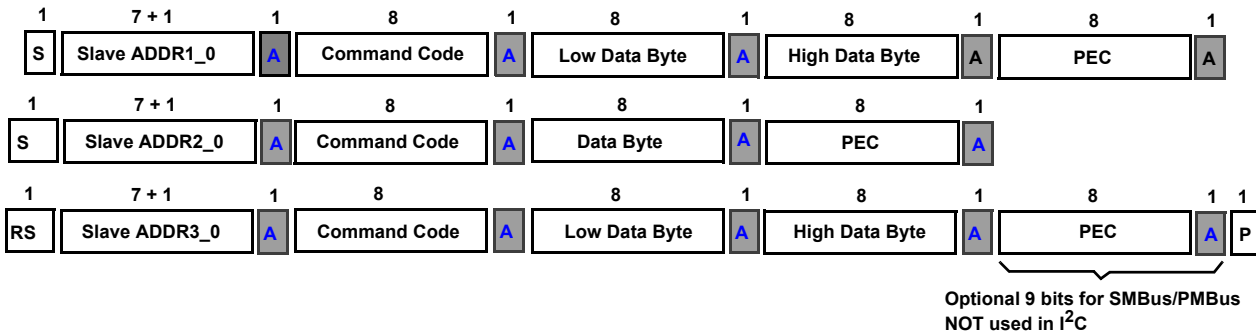 1 7 + 1 1 8 1 8 1 8 1 8 1
S Slave ADDR1_0 A Command Code A Low Data Byte A High Data Byte A PEC A
1 7 + 1 1 8 1 8 1 8 1
S Slave ADDR2_0 A Command Code A Data Byte A PEC A
1 7 + 1 1 8 1 8 1 8 1 8 1 1
RS Slave ADDR3_0 A Command Code A Low Data Byte A High Data Byte A PEC A P
Optional 9 bits for SMBus/PMBus
NOT used in I²C